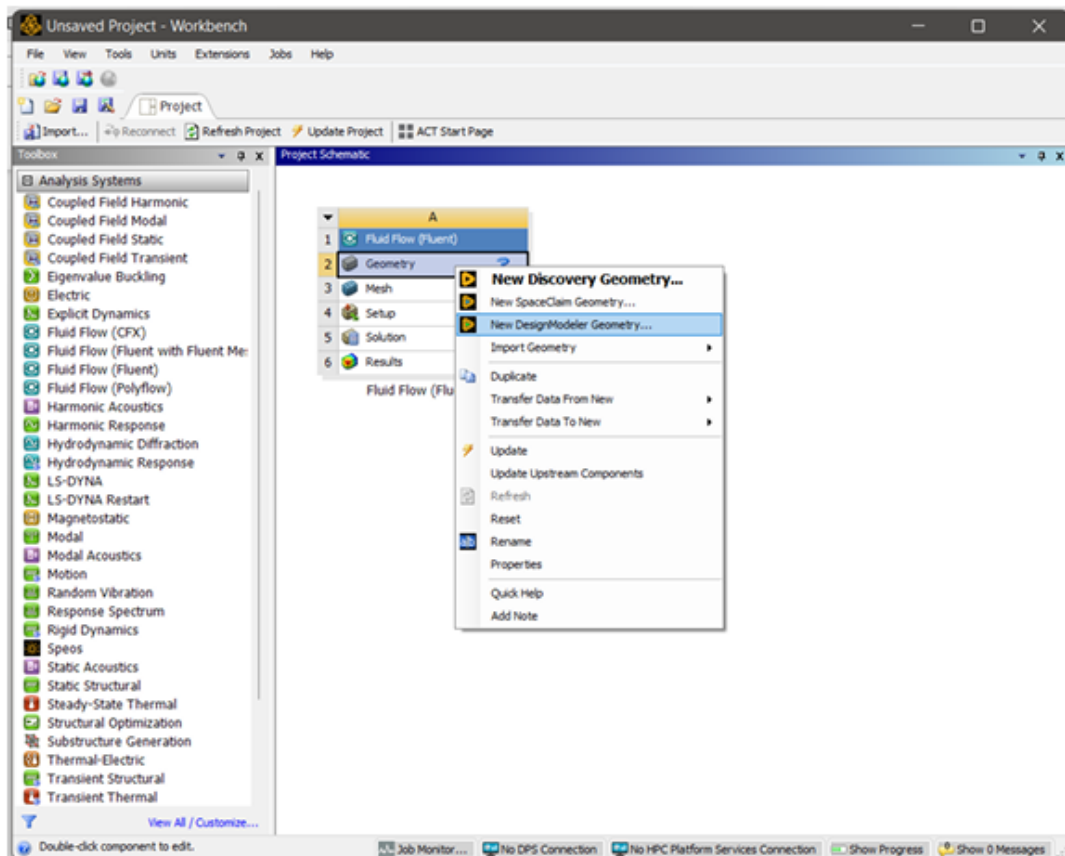 Unsaved Project - Workbench
File View Tools Units Extensions Jobs Help
Project
Import... Reconnect Refresh Project Update Project ACT Start Page
Toolbox
Project Schematic
Analysis Systems
Coupled Field Harmonic
Coupled Field Modal
Coupled Field Static
Coupled Field Transient
Eigenvalue Buckling
Electric
Explicit Dynamics
Fluid Flow (CFX)
Fluid Flow (Fluent with Fluent Me:
Fluid Flow (Fluent)
Fluid Flow (Polyflow)
Harmonic Acoustics
Harmonic Response
Hydrodynamic Diffraction
Hydrodynamic Response
LS-DYNA
LS-DYNA Restart
Magnetostatic
Modal
Modal Acoustics
Motion
Random Vibration
Response Spectrum
Rigid Dynamics
Speos
Static Acoustics
Static Structural
Steady-State Thermal
Structural Optimization
Substructure Generation
Thermal-Electric
Transient Structural
Transient Thermal
View All / Customize...
A
1 Fluid Flow (Fluent)
2 Geometry ?
3 Mesh
4 Setup
5 Solution
6 Results
Fluid Flow (Flu
New Discovery Geometry...
New SpaceClaim Geometry...
New DesignModeler Geometry...
Import Geometry
Duplicate
Transfer Data From New
Transfer Data To New
Update
Update Upstream Components
Refresh
Reset
ab Rename
Properties
Quick Help
Add Note
Double-click component to edit.
Job Monitor... No DPS Connection No HPC Platform Services Connection Show Progress Show 0 Messages